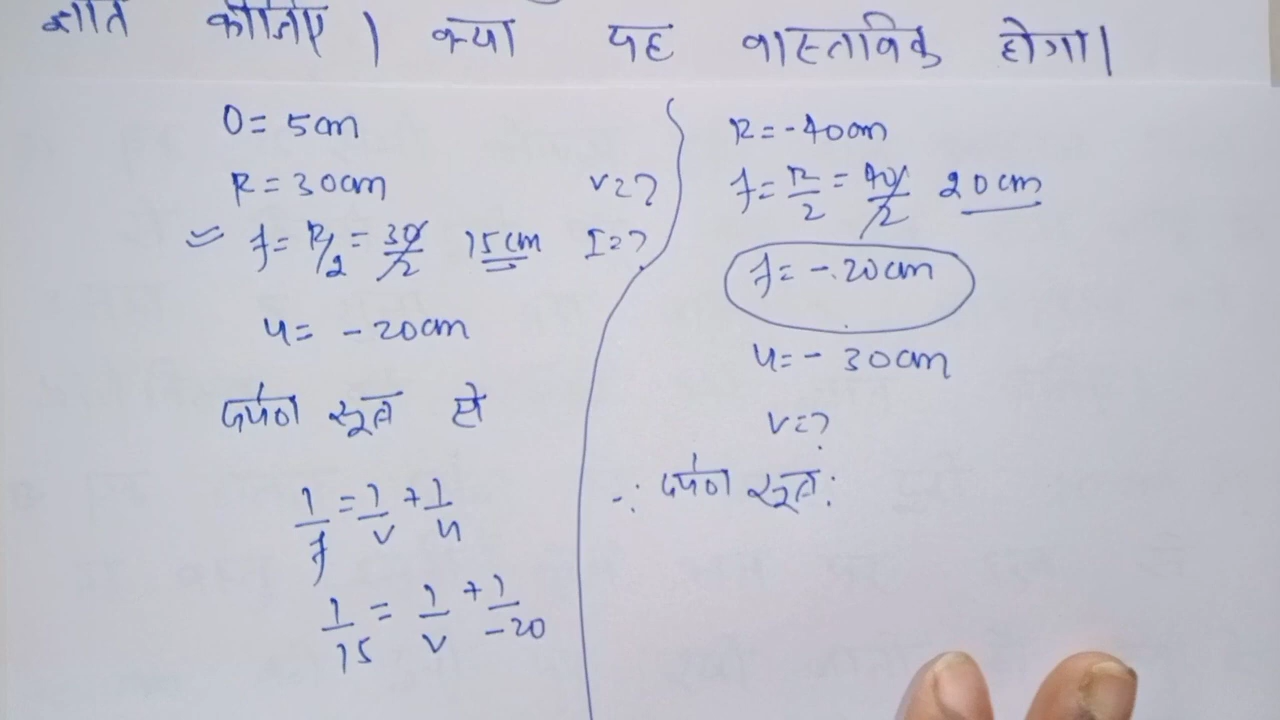 ज्ञात कीजिए। क्या यह वास्तविक होगा।
O = 5cm
R = 30cm
v = ?
f = R/2 = 30/2 15cm
I = ?
u = -20cm
दर्पण सूत्र से
1/f = 1/v + 1/u
1/15 = 1/v + 1/-20
R = -40cm
f = R/2 = 40/2 20cm
f = -20cm
u = - 30cm
v = ?
∴ दर्पण सूत्र: